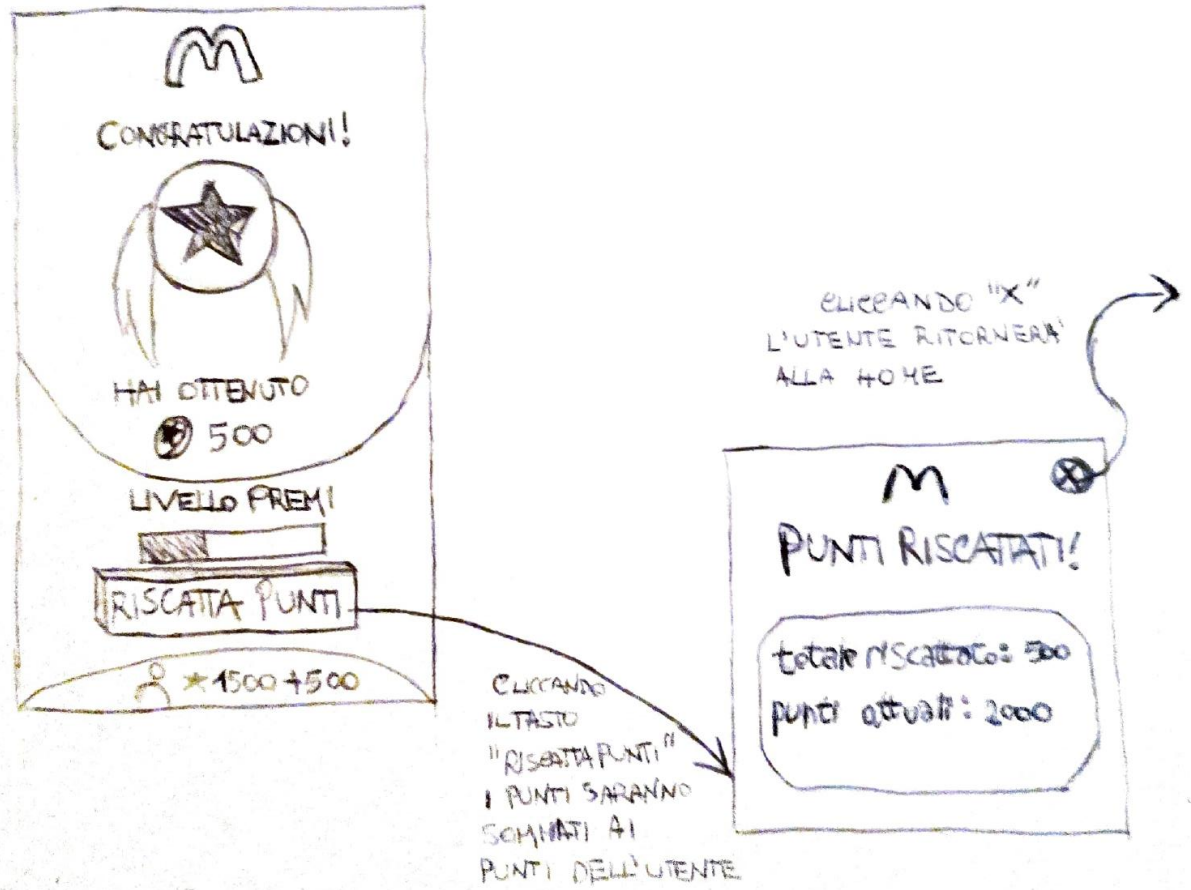 M
CONGRATULAZIONI!
HAI OTTENUTO
500
LIVELLO PREMI
RISCATTA PUNTI
1500 + 500
CLICCANDO
IL TASTO
"RISCATTA PUNTI"
I PUNTI SARANNO
SOMMATI AI
PUNTI DELL'UTENTE
CLICCANDO "X"
L'UTENTE RITORNERA'
ALLA HOME
M
X
PUNTI RISCATTATI!
totale riscattato: 500
punti attuali: 2000